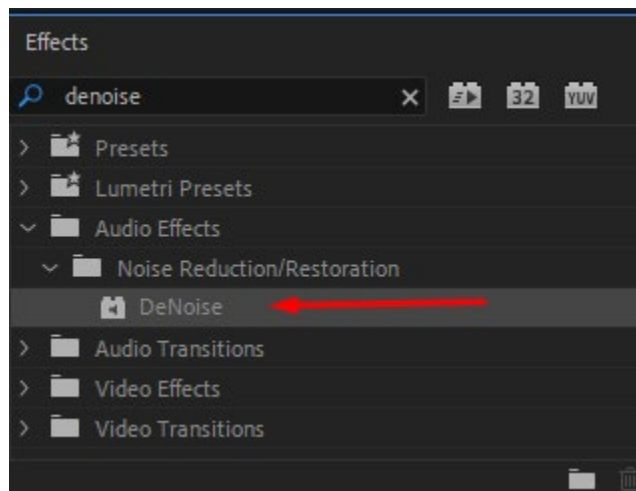 Effects
denoise
32 YUV
Presets
Lumetri Presets
Audio Effects
Noise Reduction/Restoration
DeNoise
Audio Transitions
Video Effects
Video Transitions